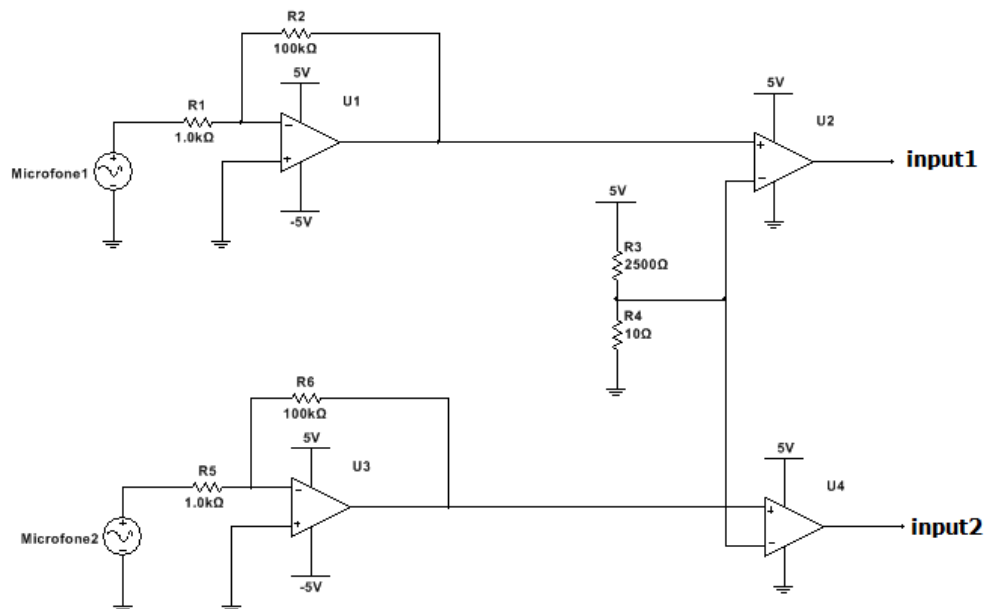 R2
100kΩ
5V
U1
R1
1.0kΩ
Microfone1
-5V
5V
U2
input1
5V
R3
2500Ω
R4
10Ω
R6
100kΩ
5V
U3
R5
1.0kΩ
Microfone2
-5V
5V
U4
input2